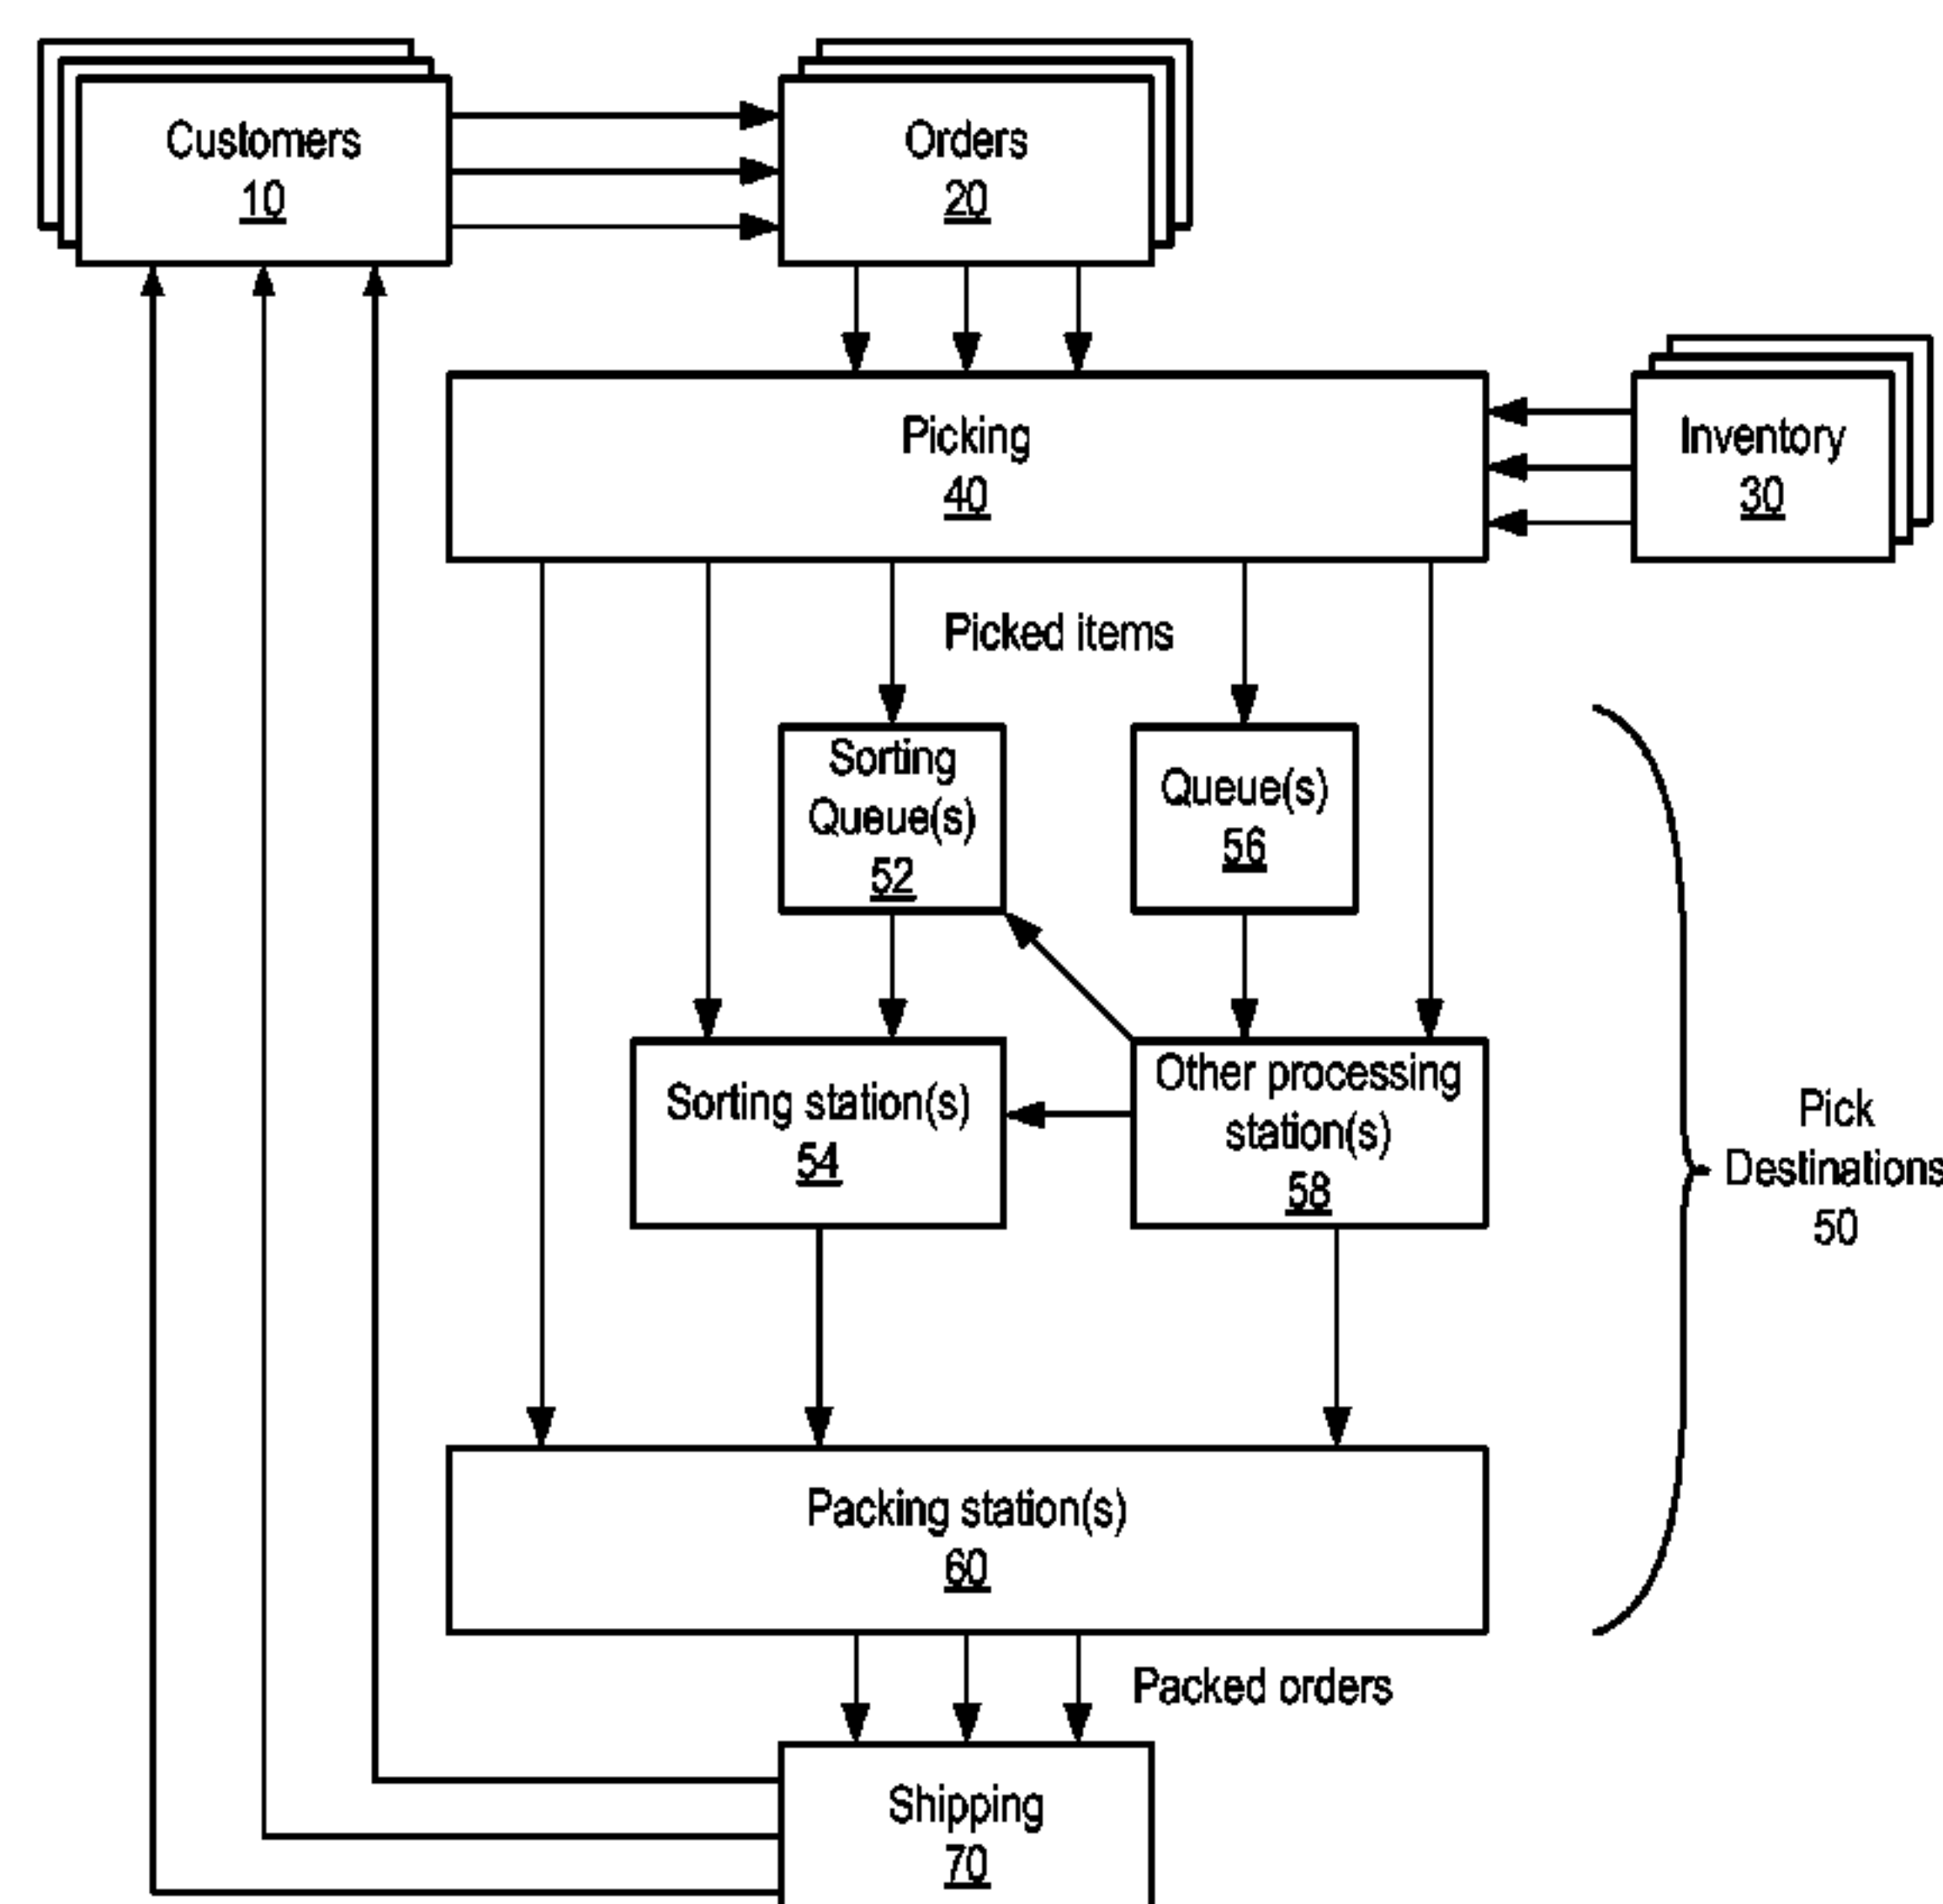 Customers
10
Orders
20
Picking
40
Inventory
30
Picked items
Sorting
Queue(s)
52
Queue(s)
56
Sorting station(s)
54
Other processing
station(s)
58
Pick
Destinations
50
Packing station(s)
60
Packed orders
Shipping
70